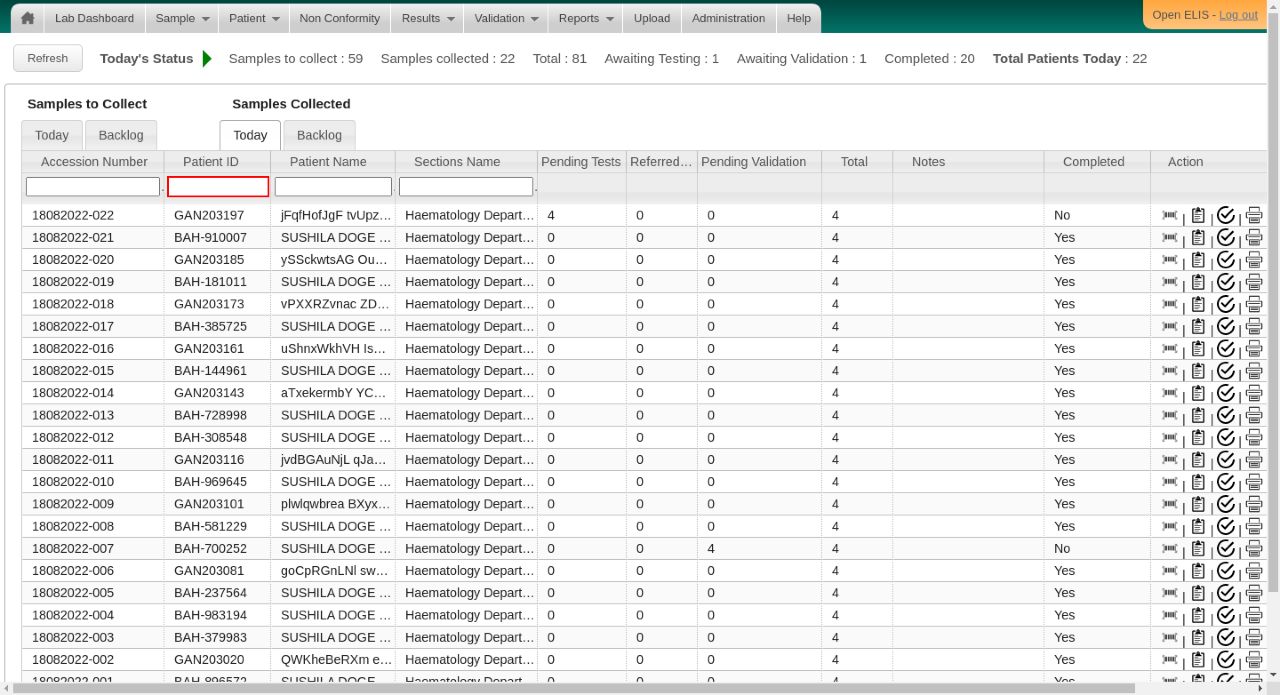 Lab Dashboard Sample Patient Non Conformity Results Validation Reports Upload Administration Help Open ELIS - Log out
Refresh Today's Status Samples to collect : 59 Samples collected : 22 Total : 81 Awaiting Testing : 1 Awaiting Validation : 1 Completed : 20 Total Patients Today : 22
Samples to Collect Samples Collected
Today Backlog Today Backlog
Accession Number Patient ID Patient Name Sections Name Pending Tests Referred… Pending Validation Total Notes Completed Action
18082022-022 GAN203197 jFqfHofJgF tvUpz… Haematology Depart… 4 0 0 4 No | | |
18082022-021 BAH-910007 SUSHILA DOGE … Haematology Depart… 0 0 0 4 Yes | | |
18082022-020 GAN203185 ySSckwtsAG Ou… Haematology Depart… 0 0 0 4 Yes | | |
18082022-019 BAH-181011 SUSHILA DOGE … Haematology Depart… 0 0 0 4 Yes | | |
18082022-018 GAN203173 vPXXRZvnac ZD… Haematology Depart… 0 0 0 4 Yes | | |
18082022-017 BAH-385725 SUSHILA DOGE … Haematology Depart… 0 0 0 4 Yes | | |
18082022-016 GAN203161 uShnxWkhVH Is… Haematology Depart… 0 0 0 4 Yes | | |
18082022-015 BAH-144961 SUSHILA DOGE … Haematology Depart… 0 0 0 4 Yes | | |
18082022-014 GAN203143 aTxekermbY YC… Haematology Depart… 0 0 0 4 Yes | | |
18082022-013 BAH-728998 SUSHILA DOGE … Haematology Depart… 0 0 0 4 Yes | | |
18082022-012 BAH-308548 SUSHILA DOGE … Haematology Depart… 0 0 0 4 Yes | | |
18082022-011 GAN203116 jvdBGAuNjL qJa… Haematology Depart… 0 0 0 4 Yes | | |
18082022-010 BAH-969645 SUSHILA DOGE … Haematology Depart… 0 0 0 4 Yes | | |
18082022-009 GAN203101 plwlqwbrea BXyx… Haematology Depart… 0 0 0 4 Yes | | |
18082022-008 BAH-581229 SUSHILA DOGE … Haematology Depart… 0 0 0 4 Yes | | |
18082022-007 BAH-700252 SUSHILA DOGE … Haematology Depart… 0 0 4 4 No | | |
18082022-006 GAN203081 goCpRGnLNl sw… Haematology Depart… 0 0 0 4 Yes | | |
18082022-005 BAH-237564 SUSHILA DOGE … Haematology Depart… 0 0 0 4 Yes | | |
18082022-004 BAH-983194 SUSHILA DOGE … Haematology Depart… 0 0 0 4 Yes | | |
18082022-003 BAH-379983 SUSHILA DOGE … Haematology Depart… 0 0 0 4 Yes | | |
18082022-002 GAN203020 QWKheBeRXm e… Haematology Depart… 0 0 0 4 Yes | | |
18082022-001 BAH-896572 SUSHILA DOGE … Haematology Depart… 0 0 0 4 Yes